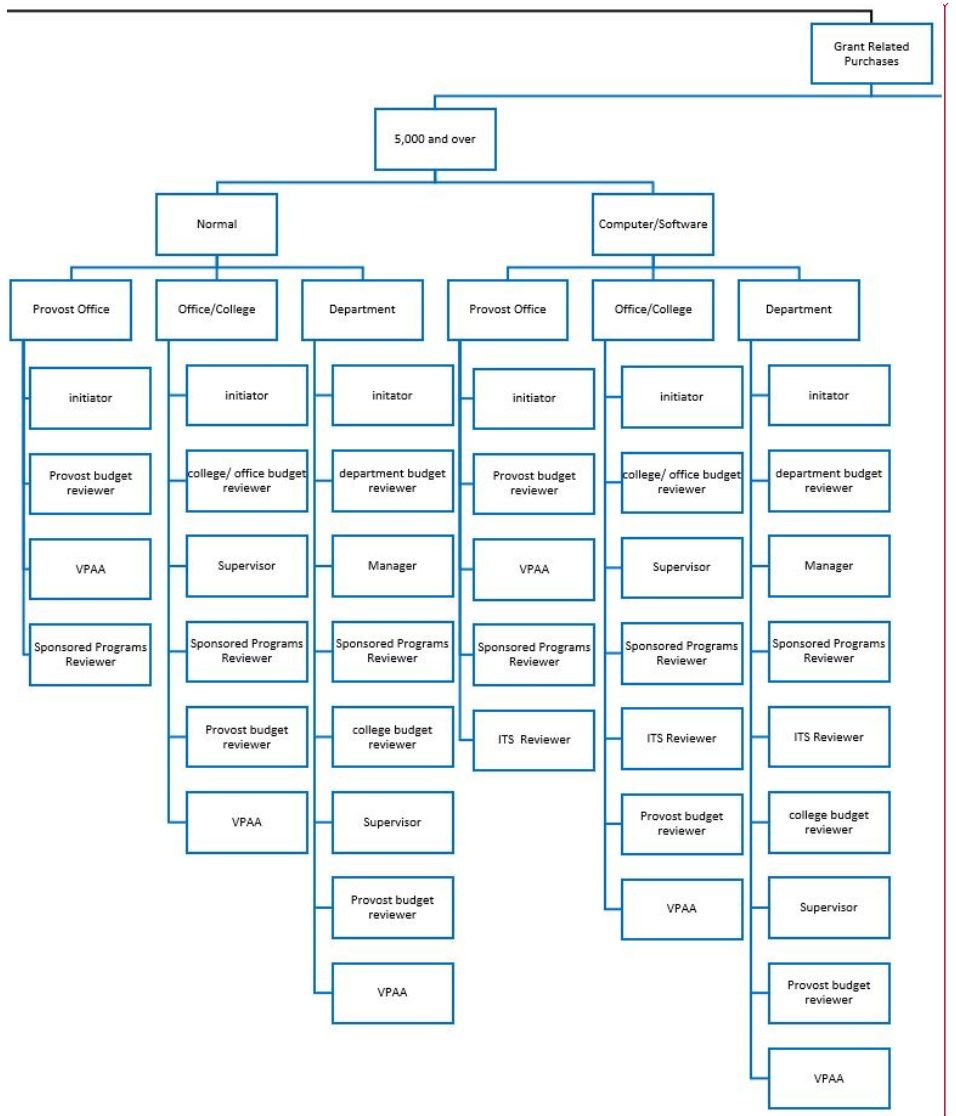 Grant Related
Purchases
5,000 and over
Normal
Computer/Software
Provost Office
Office/College
Department
Provost Office
Office/College
Department
initiator
Provost budget
reviewer
VPAA
Sponsored Programs
Reviewer
initiator
college/ office budget
reviewer
Supervisor
Sponsored Programs
Reviewer
Provost budget
reviewer
VPAA
initator
department budget
reviewer
Manager
Sponsored Programs
Reviewer
college budget
reviewer
Supervisor
Provost budget
reviewer
VPAA
initiator
Provost budget
reviewer
VPAA
Sponsored Programs
Reviewer
ITS  Reviewer
initiator
college/ office budget
reviewer
Supervisor
Sponsored Programs
Reviewer
ITS Reviewer
Provost budget
reviewer
VPAA
initator
department budget
reviewer
Manager
Sponsored Programs
Reviewer
ITS Reviewer
college budget
reviewer
Supervisor
Provost budget
reviewer
VPAA